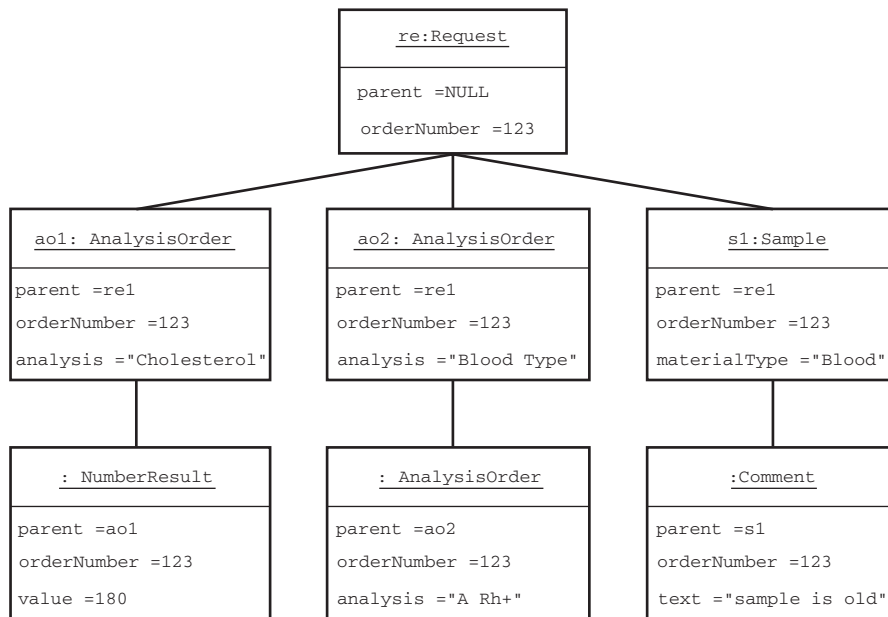 re:Request
parent =NULL
orderNumber =123
ao1: AnalysisOrder
parent =re1
orderNumber =123
analysis ="Cholesterol"
ao2: AnalysisOrder
parent =re1
orderNumber =123
analysis ="Blood Type"
s1:Sample
parent =re1
orderNumber =123
materialType ="Blood"
: NumberResult
parent =ao1
orderNumber =123
value =180
: AnalysisOrder
parent =ao2
orderNumber =123
analysis ="A Rh+"
:Comment
parent =s1
orderNumber =123
text ="sample is old"